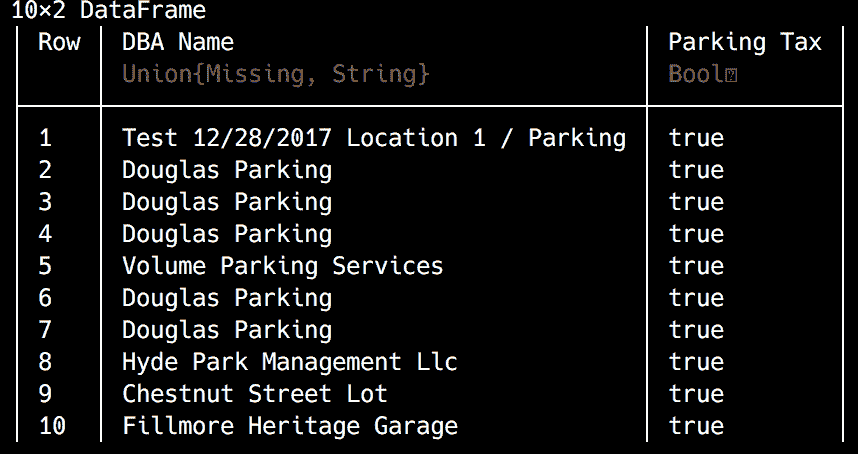 10×2 DataFrame
Row DBA Name Parking Tax
Union{Missing, String} Bool⍰
1 Test 12/28/2017 Location 1 / Parking true
2 Douglas Parking true
3 Douglas Parking true
4 Douglas Parking true
5 Volume Parking Services true
6 Douglas Parking true
7 Douglas Parking true
8 Hyde Park Management Llc true
9 Chestnut Street Lot true
10 Fillmore Heritage Garage true